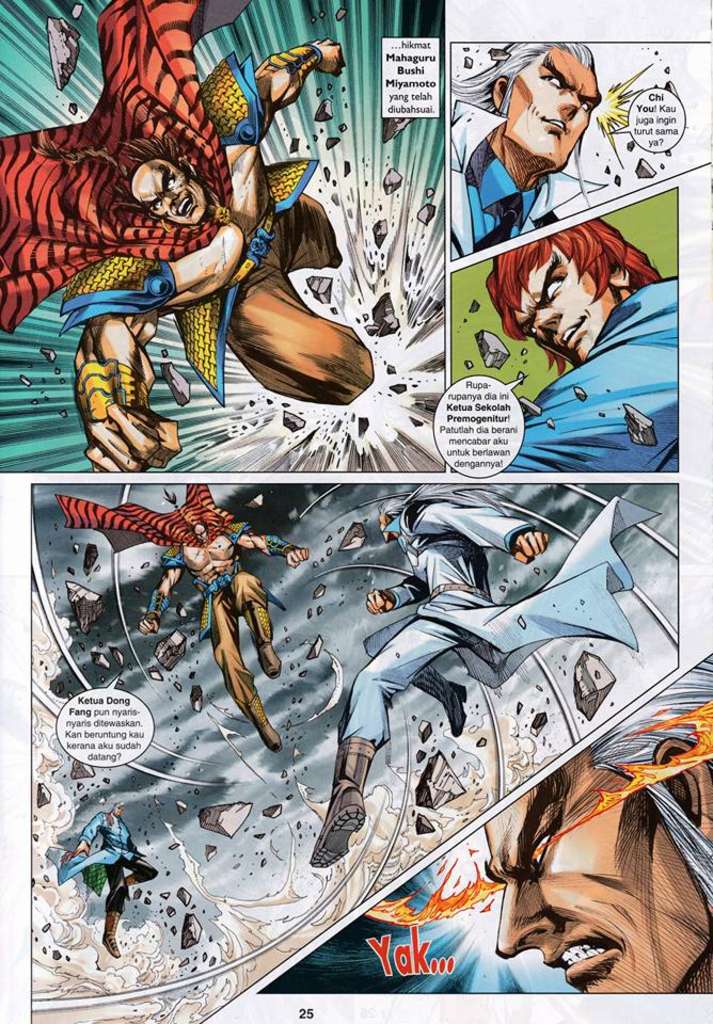 ...hikmat
Mahaguru
Bushi
Miyamoto
yang telah
diubahsuai.
Chi
You! Kau
juga ingin
turut sama
ya?
Rupa-
rupanya dia ini
Ketua Sekolah
Premogenitur!
Patutlah dia berani
mencabar aku
untuk berlawan
dengannya!
Ketua Dong
Fang pun nyaris-
nyaris ditewaskan.
Kan beruntung kau
kerana aku sudah
datang?
Yak...
25